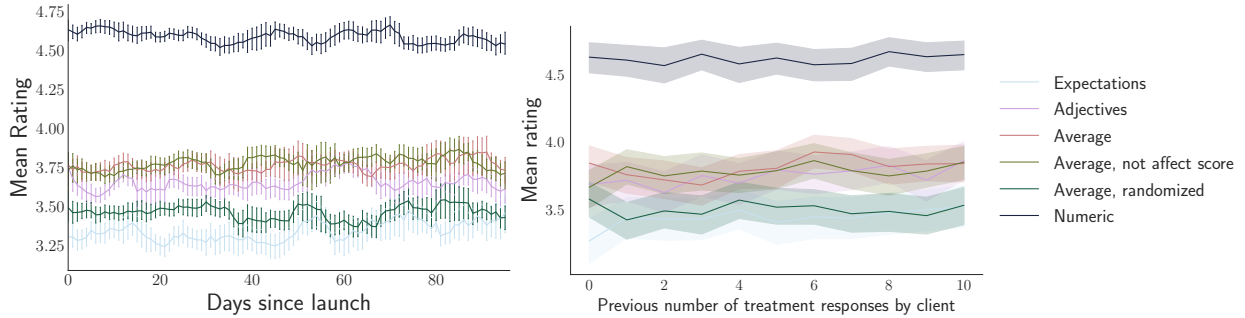 4.75
4.50
4.25
4.00
3.75
3.50
3.25
Mean Rating
0
20
40
60
80
Days since launch
4.5
4.0
3.5
Mean rating
0
2
4
6
8
10
Previous number of treatment responses by client
Expectations
Adjectives
Average
Average, not affect score
Average, randomized
Numeric